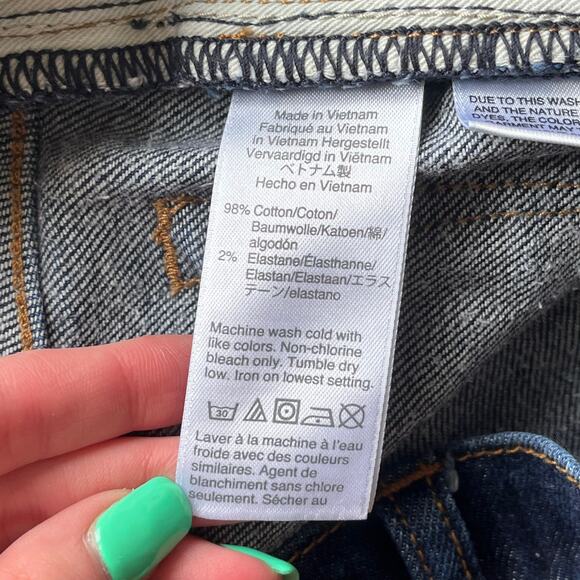 Made in Vietnam
Fabriqué au Vietnam
in Vietnam Hergestellt
Vervaardigd in Viëtnam
ベトナム製
Hecho en Vietnam
98% Cotton/Coton/
Baumwolle/Katoen/綿/
algodón
2% Elastane/Élasthanne/
Elastan/Elastaan/エラス
テーン/elastano
Machine wash cold with
like colors. Non-chlorine
bleach only. Tumble dry
low. Iron on lowest setting.
30
Laver à la machine à l'eau
froide avec des couleurs
similaires. Agent de
blanchiment sans chlore
seulement. Sécher au
DUE TO THIS WASH
AND THE NATURE
DYES, THE COLOR
GARMENT MAY